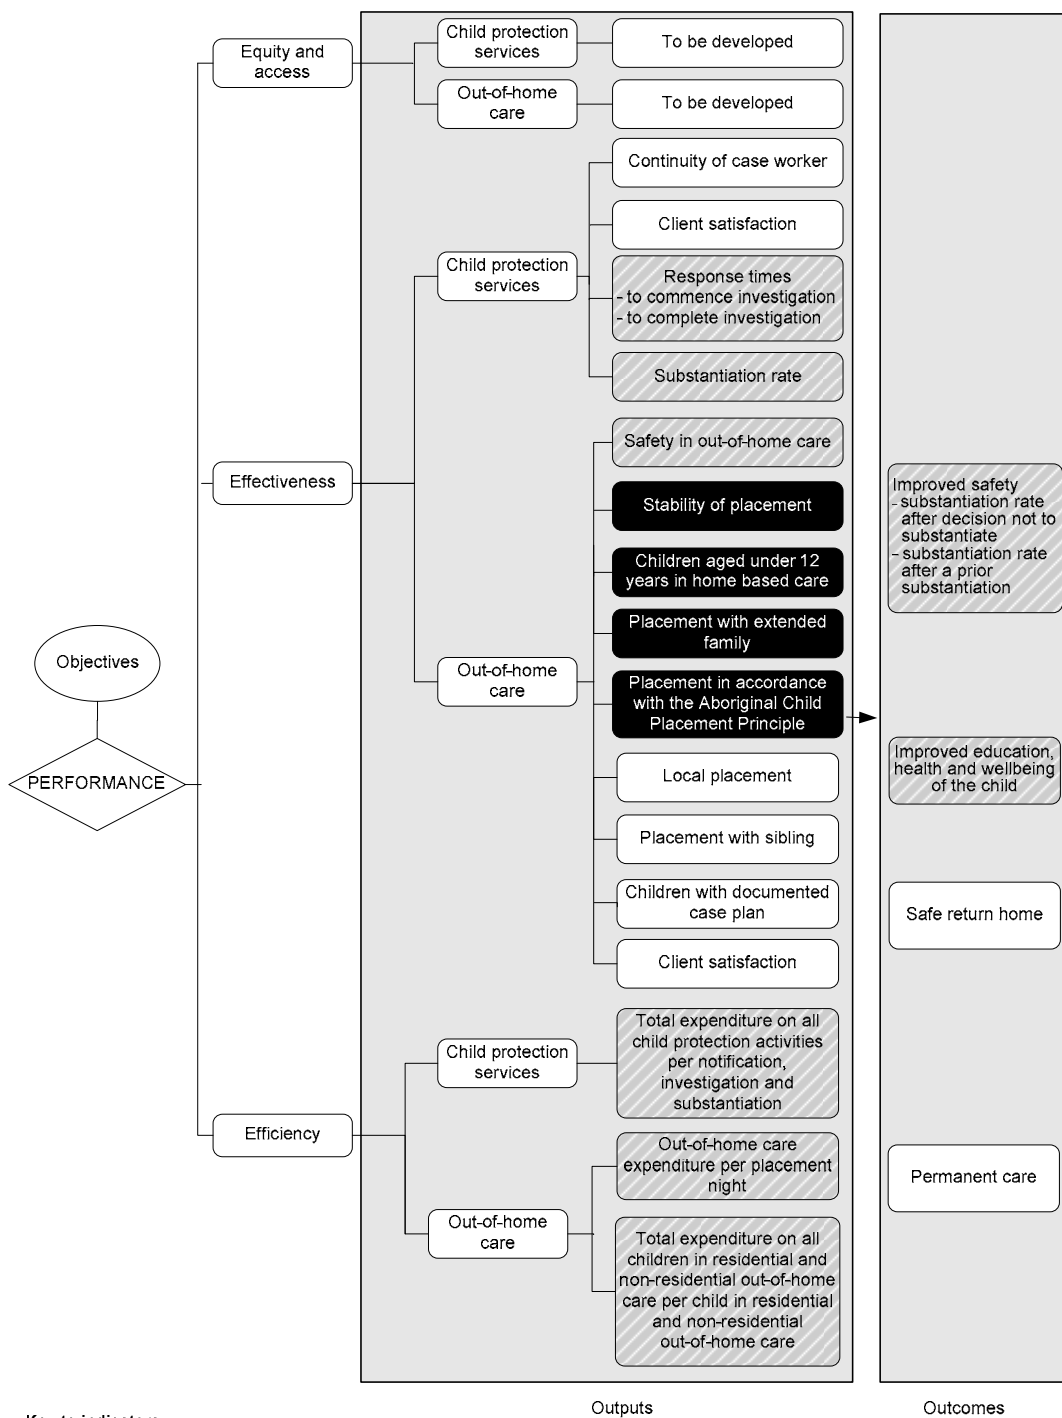 Objectives
PERFORMANCE
Equity and
access
Child protection
services
To be developed
Out-of-home
care
To be developed
Effectiveness
Child protection
services
Continuity of case worker
Client satisfaction
Response times
- to commence investigation
- to complete investigation
Substantiation rate
Out-of-home
care
Safety in out-of-home care
Stability of placement
Children aged under 12
years in home based care
Placement with extended
family
Placement in accordance
with the Aboriginal Child
Placement Principle
Local placement
Placement with sibling
Children with documented
case plan
Client satisfaction
Efficiency
Child protection
services
Total expenditure on all
child protection activities
per notification,
investigation and
substantiation
Out-of-home
care
Out-of-home care
expenditure per placement
night
Total expenditure on all
children in residential and
non-residential out-of-home
care per child in residential
and non-residential
out-of-home care
Improved safety
- substantiation rate
after decision not to
substantiate
- substantiation rate
after a prior
substantiation
Improved education,
health and wellbeing
of the child
Safe return home
Permanent care
Outputs
Outcomes